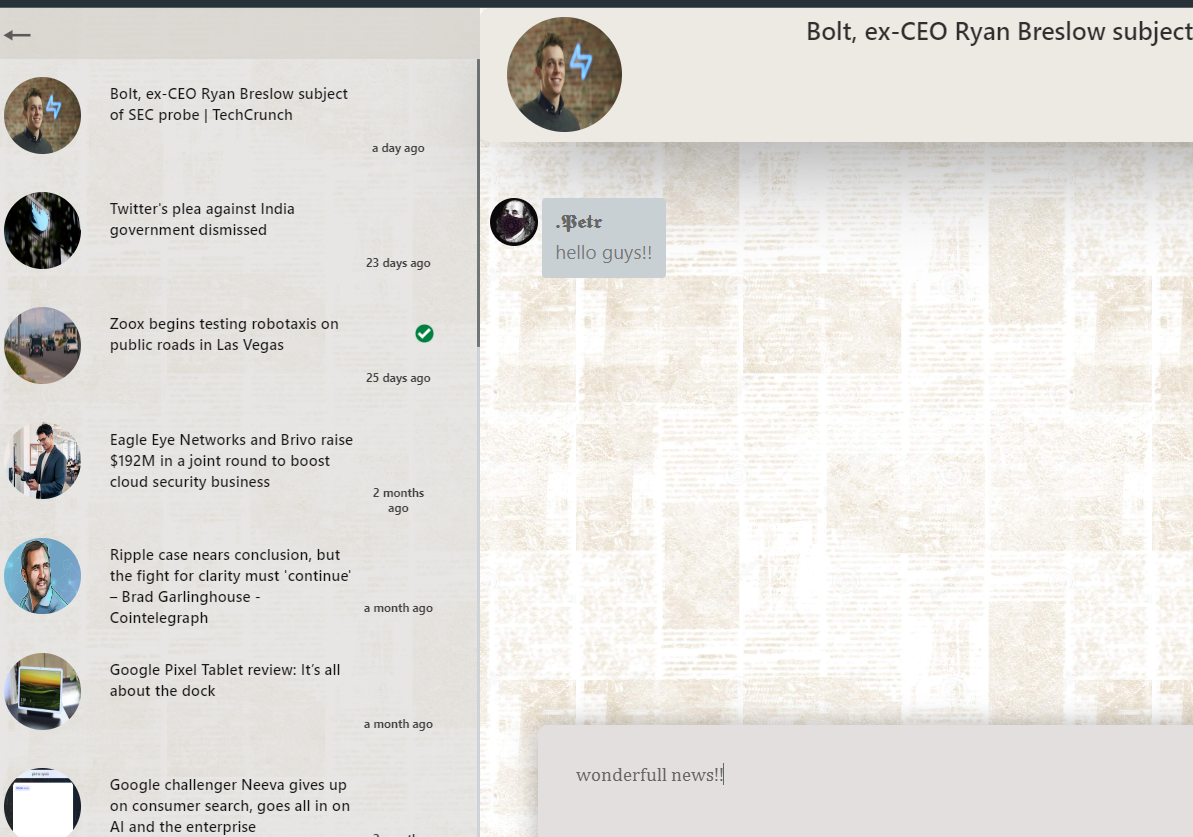 Bolt, ex-CEO Ryan Breslow subject
of SEC probe | TechCrunch
a day ago
Twitter's plea against India
government dismissed
23 days ago
Zoox begins testing robotaxis on
public roads in Las Vegas
25 days ago
Eagle Eye Networks and Brivo raise
$192M in a joint round to boost
cloud security business
2 months
ago
Ripple case nears conclusion, but
the fight for clarity must 'continue'
– Brad Garlinghouse -
Cointelegraph
a month ago
Google Pixel Tablet review: It’s all
about the dock
a month ago
Google challenger Neeva gives up
on consumer search, goes all in on
AI and the enterprise
Bolt, ex-CEO Ryan Breslow subject
.𝕻𝖊𝖙𝖗
hello guys!!
wonderfull news!!